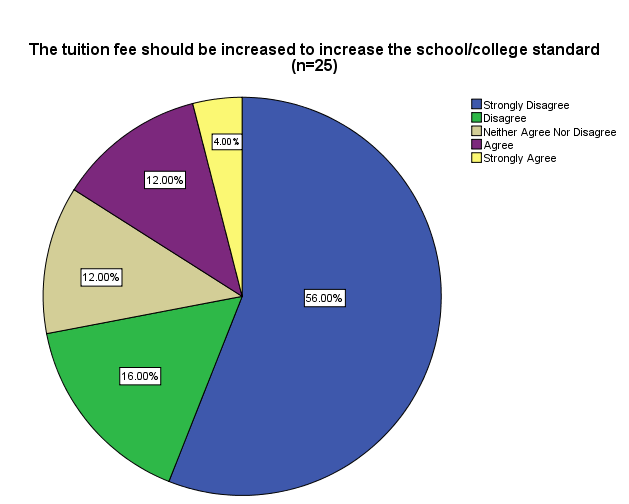 The tuition fee should be increased to increase the school/college standard
(n=25)
Strongly Disagree
Disagree
Neither Agree Nor Disagree
Agree
Strongly Agree
4.00%
12.00%
12.00%
56.00%
16.00%